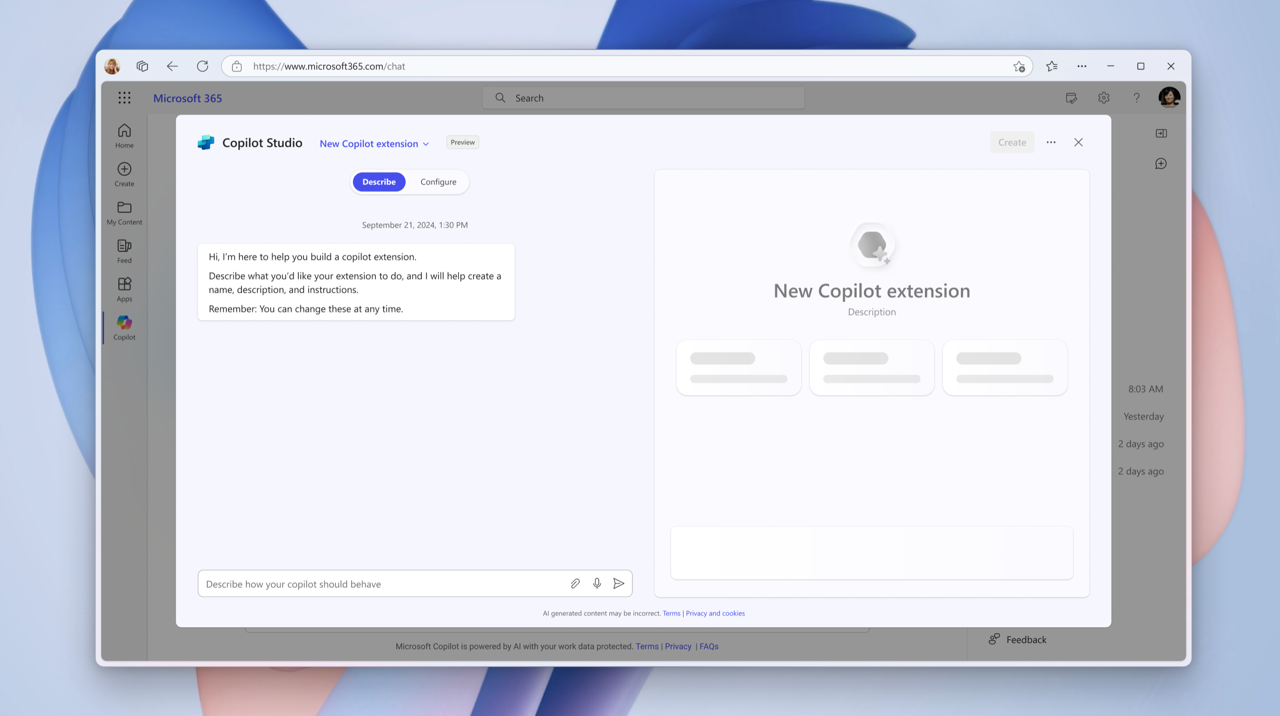 https://www.microsoft365.com/chat
Microsoft 365
Search
?
Home
Create
My Content
Feed
Apps
Copilot
Copilot Studio
New Copilot extension
Preview
Create
Describe
Configure
September 21, 2024, 1:30 PM
Hi, I'm here to help you build a copilot extension.
Describe what you'd like your extension to do, and I will help create a
name, description, and instructions.
Remember: You can change these at any time.
Describe how your copilot should behave
New Copilot extension
Description
AI generated content may be incorrect. Terms | Privacy and cookies
8:03 AM
Yesterday
2 days ago
2 days ago
Feedback
Microsoft Copilot is powered by AI with your work data protected. Terms | Privacy | FAQs